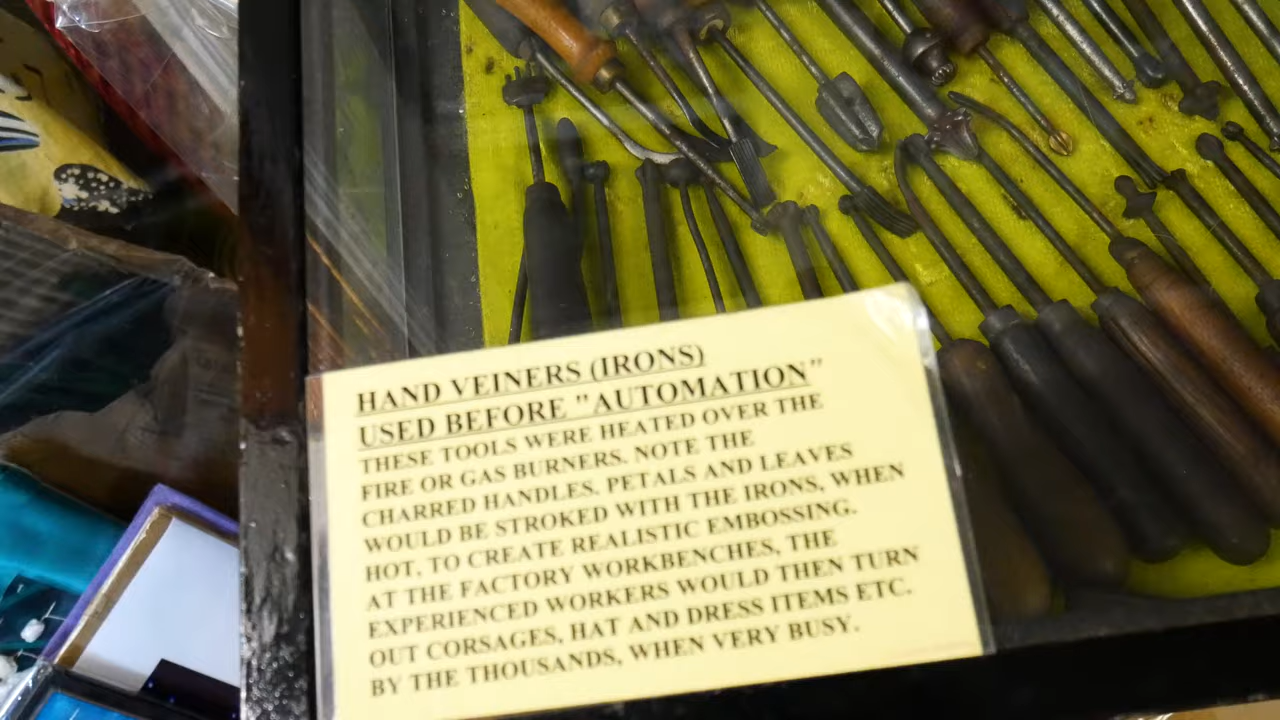 HAND VEINERS (IRONS)
USED BEFORE "AUTOMATION"
THESE TOOLS WERE HEATED OVER THE
FIRE OR GAS BURNERS. NOTE THE
CHARRED HANDLES. PETALS AND LEAVES
WOULD BE STROKED WITH THE IRONS, WHEN
HOT, TO CREATE REALISTIC EMBOSSING.
AT THE FACTORY WORKBENCHES, THE
EXPERIENCED WORKERS WOULD THEN TURN
OUT CORSAGES, HAT AND DRESS ITEMS ETC.
BY THE THOUSANDS, WHEN VERY BUSY.